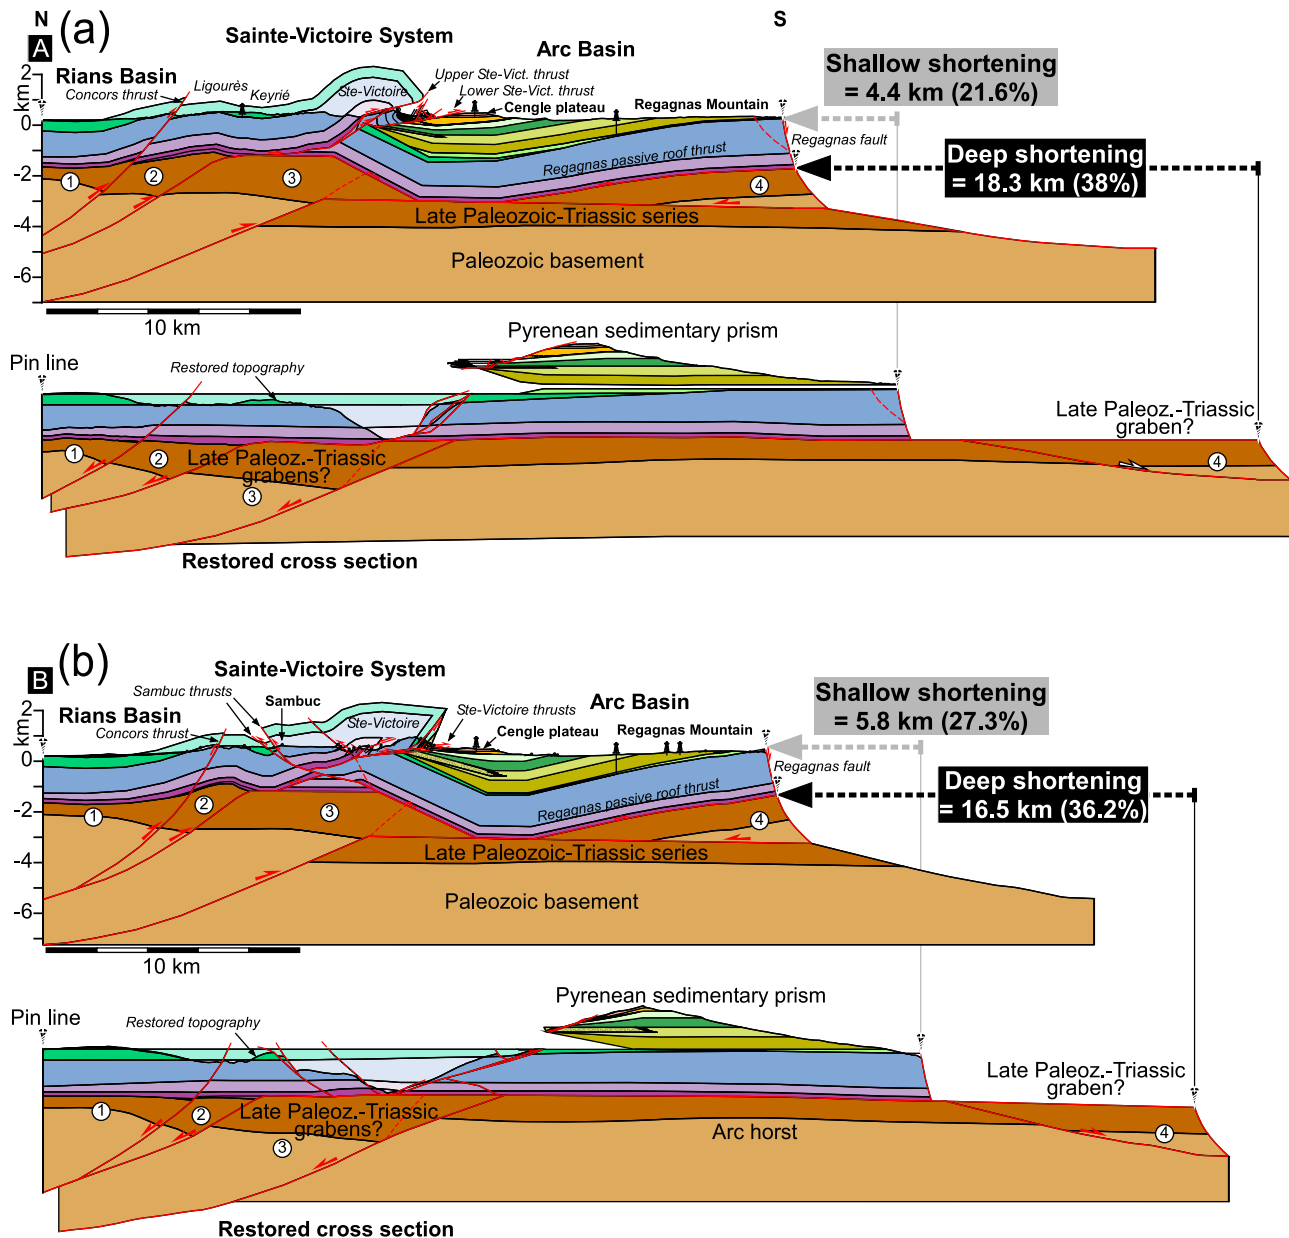 N
(a)
S
A
Sainte-Victoire System
Arc Basin
Shallow shortening
= 4.4 km (21.6%)
Rians Basin
Ligourès
Concors thrust
Keyrié
Ste-Victoire
Upper Ste-Vict. thrust
Lower Ste-Vict. thrust
Cengle plateau
Regagnas Mountain
Regagnas fault
km
2
0
-2
-4
-6
Deep shortening
= 18.3 km (38%)
Regagnas passive roof thrust
1
2
3
4
Late Paleozoic-Triassic series
Paleozoic basement
10 km
Pyrenean sedimentary prism
Pin line
Restored topography
Late Paleoz.-Triassic
graben?
1
2
Late Paleoz.-Triassic
grabens?
3
4
Restored cross section
(b)
B
Sainte-Victoire System
Sambuc thrusts
Sambuc
Arc Basin
Shallow shortening
= 5.8 km (27.3%)
Rians Basin
Concors thrust
Ste-Victoire
Ste-Victoire thrusts
Cengle plateau
Regagnas Mountain
Regagnas fault
km
2
0
-2
-4
-6
Deep shortening
= 16.5 km (36.2%)
Regagnas passive roof thrust
1
2
3
4
Late Paleozoic-Triassic series
Paleozoic basement
10 km
Pyrenean sedimentary prism
Pin line
Restored topography
Late Paleoz.-Triassic
graben?
1
2
Late Paleoz.-Triassic
grabens?
3
Arc horst
4
Restored cross section